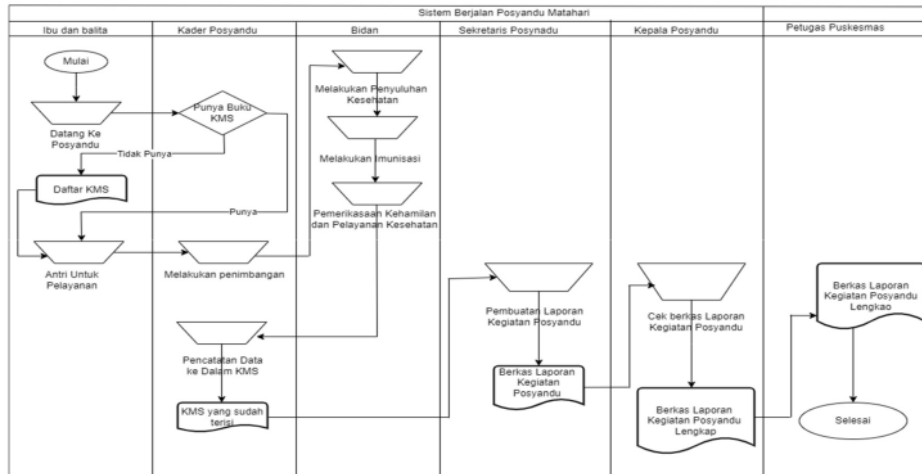 Sistem Berjalan Posyandu Matahari
Ibu dan balita
Kader Posyandu
Bidan
Sekretaris Posynadu
Kepala Posyandu
Petugas Puskesmas
Mulai
Datang Ke
Posyandu
Punya Buku
KMS
Tidak Punya
Daftar KMS
Punya
Antri Untuk
Pelayanan
Melakukan penimbangan
Melakukan Penyuluhan
Kesehatan
Melakukan Imunisasi
Pemerikasaan Kehamilan
dan Pelayanan Kesehatan
Pencatatan Data
ke Dalam KMS
KMS yang sudah
terisi
Pembuatan Laporan
Kegiatan Posyandu
Berkas Laporan
Kegiatan
Posyandu
Cek berkas Laporan
Kegiatan Posyandu
Berkas Laporan
Kegiatan Posyandu
Lengkap
Berkas Laporan
Kegiatan Posyandu
Lengkao
Selesai